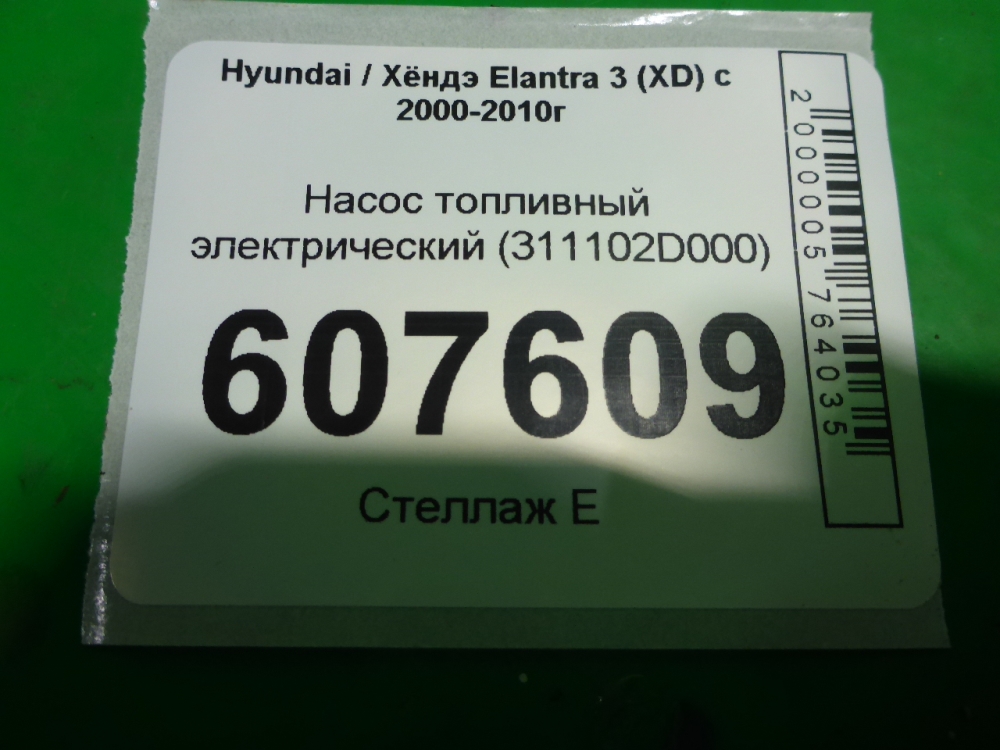 Hyundai / Хёндэ Elantra 3 (XD) с
2000-2010г
Насос топливный
электрический (311102D000)
607609
Стеллаж Е
2000005764035